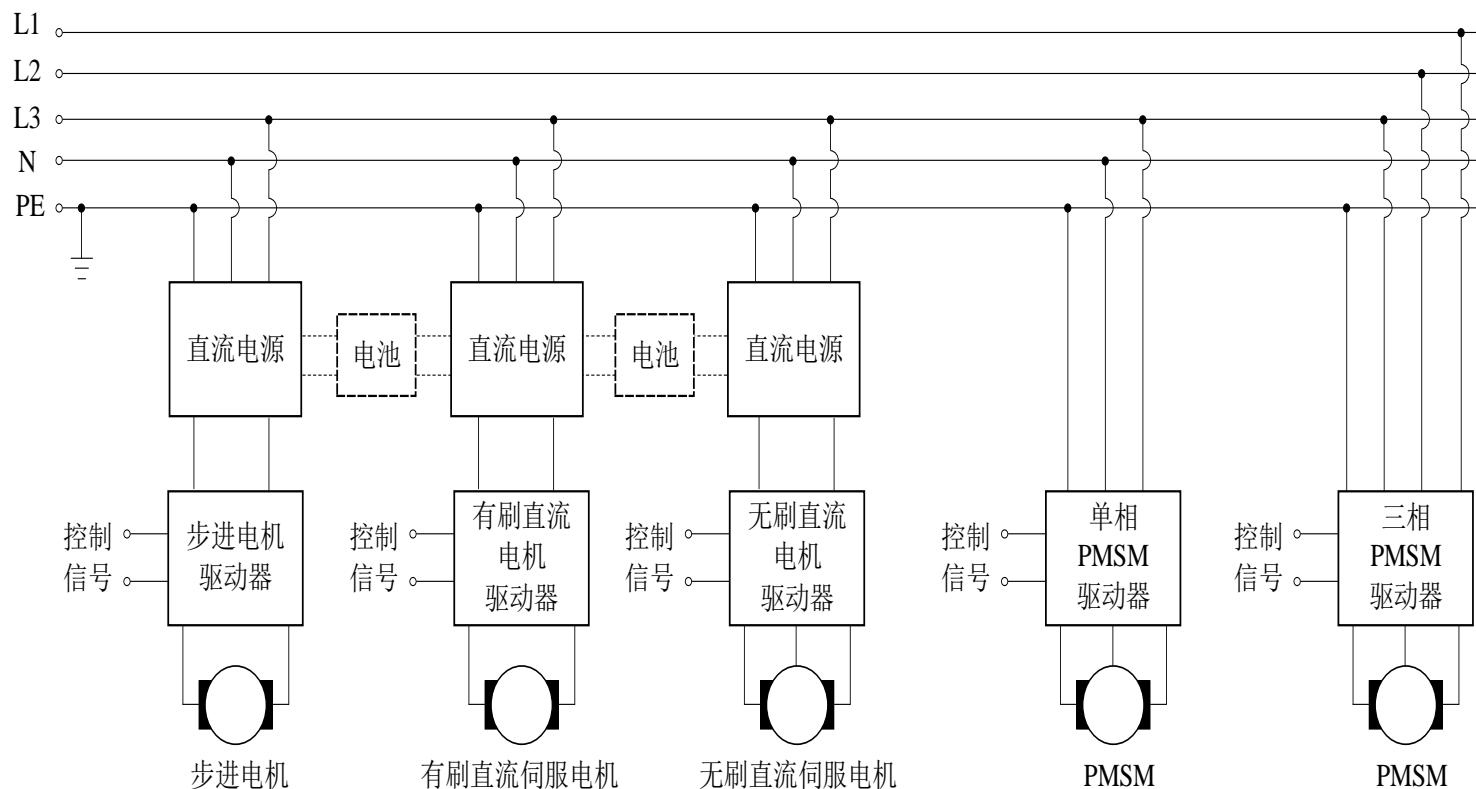 L1
L2
L3
N
PE
直流电源
电池
直流电源
电池
直流电源
控制
信号
步进电机
驱动器
控制
信号
有刷直流
电机
驱动器
控制
信号
无刷直流
电机
驱动器
控制
信号
单相
PMSM
驱动器
控制
信号
三相
PMSM
驱动器
步进电机
有刷直流伺服电机
无刷直流伺服电机
PMSM
PMSM